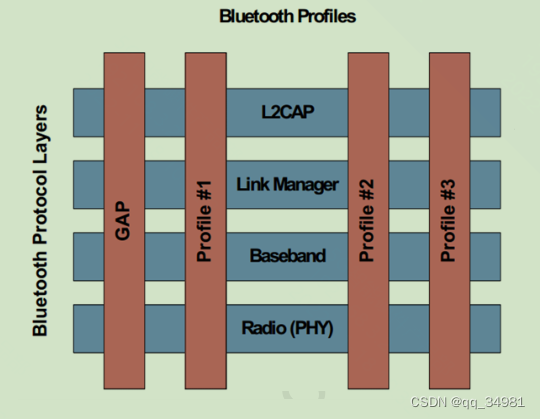 Bluetooth Profiles
Bluetooth Protocol Layers
GAP
Profile #1
L2CAP
Link Manager
Baseband
Radio (PHY)
Profile #2
Profile #3
CSDN @qq_34981